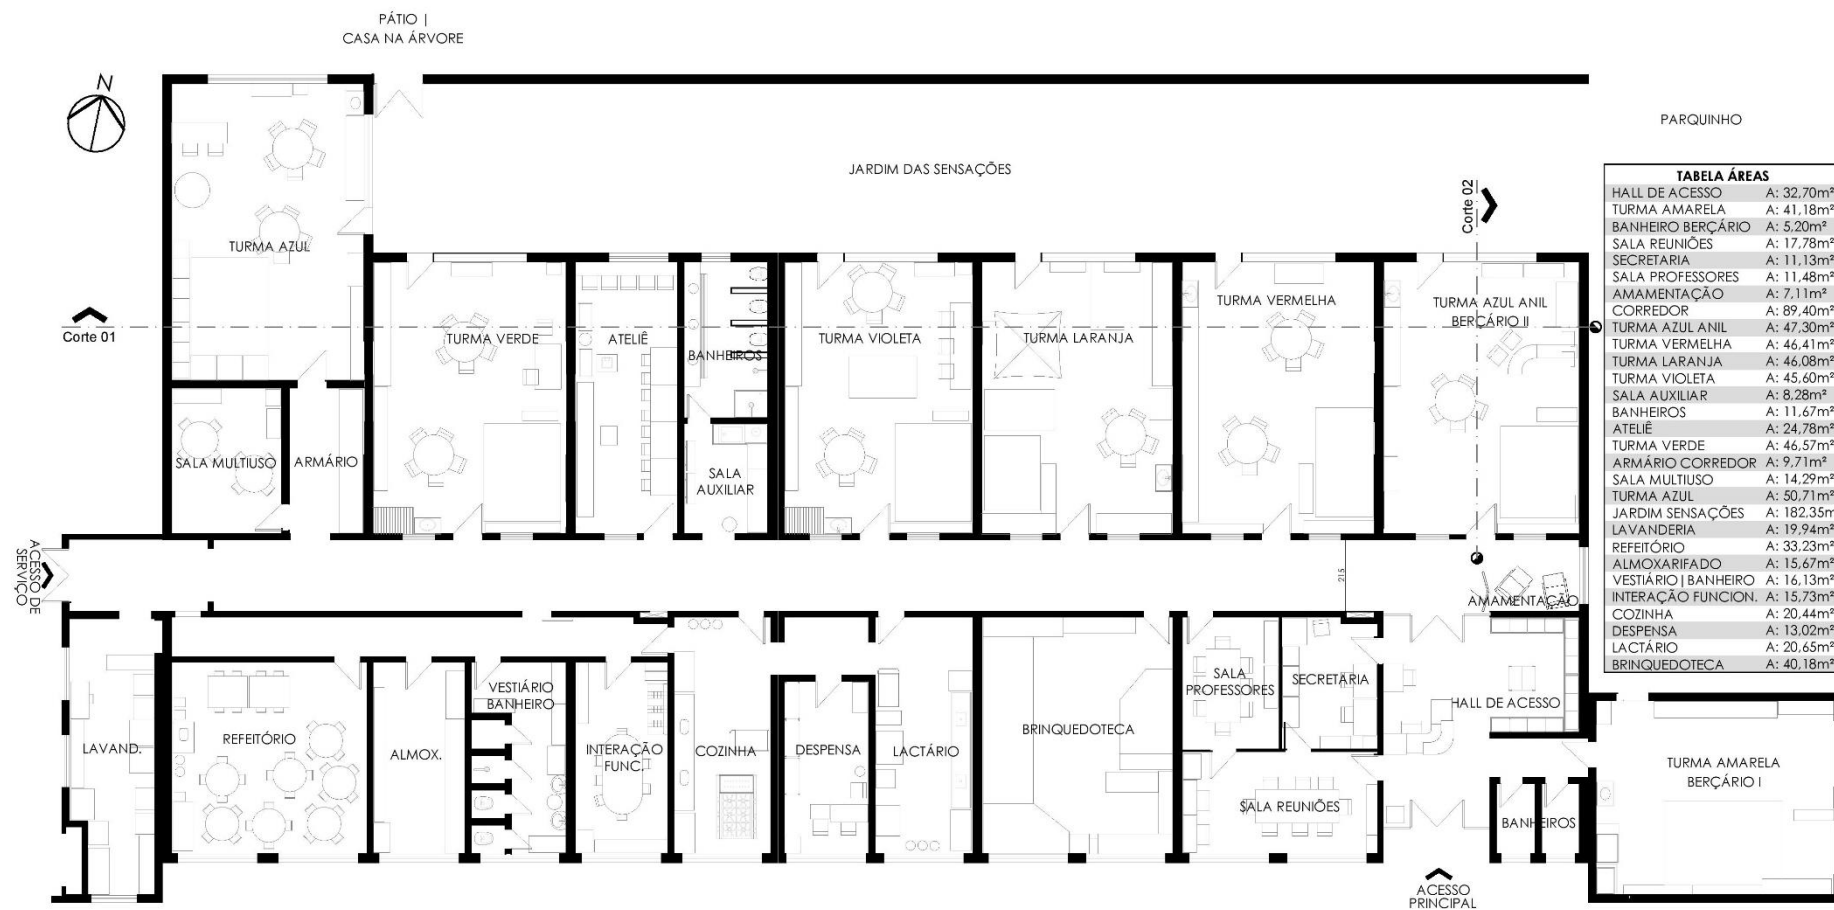 PÁTIO |
CASA NA ÁRVORE
N
PARQUINHO
JARDIM DAS SENSAÇÕES
Corte 02
TURMA AZUL
Corte 01
TURMA VERDE
ATELIÊ
BANHEIROS
TURMA VIOLETA
TURMA LARANJA
TURMA VERMELHA
TURMA AZUL ANIL
BERÇÁRIO II
SALA MULTIUSO
ARMÁRIO
SALA
AUXILIAR
ACESSO DE
SERVIÇO
215
AMAMENTAÇÃO
LAVAND.
REFEITÓRIO
ALMOX.
VESTIÁRIO
BANHEIRO
INTERAÇÃO
FUNC.
COZINHA
DESPENSA
LACTÁRIO
BRINQUEDOTECA
SALA
PROFESSORES
SECRETARIA
HALL DE ACESSO
SALA REUNIÕES
BANHEIROS
TURMA AMARELA
BERÇÁRIO I
ACESSO
PRINCIPAL
TABELA ÁREAS
HALL DE ACESSO A: 32,70m²
TURMA AMARELA A: 41,18m²
BANHEIRO BERÇÁRIO A: 5,20m²
SALA REUNIÕES A: 17,78m²
SECRETARIA A: 11,13m²
SALA PROFESSORES A: 11,48m²
AMAMENTAÇÃO A: 7,11m²
CORREDOR A: 89,40m²
TURMA AZUL ANIL A: 47,30m²
TURMA VERMELHA A: 46,41m²
TURMA LARANJA A: 46,08m²
TURMA VIOLETA A: 45,60m²
SALA AUXILIAR A: 8,28m²
BANHEIROS A: 11,67m²
ATELIÊ A: 24,78m²
TURMA VERDE A: 46,57m²
ARMÁRIO CORREDOR A: 9,71m²
SALA MULTIUSO A: 14,29m²
TURMA AZUL A: 50,71m²
JARDIM SENSAÇÕES A: 182,35m
LAVANDERIA A: 19,94m²
REFEITÓRIO A: 33,23m²
ALMOXARIFADO A: 15,67m²
VESTIÁRIO | BANHEIRO A: 16,13m²
INTERAÇÃO FUNCION. A: 15,73m²
COZINHA A: 20,44m²
DESPENSA A: 13,02m²
LACTÁRIO A: 20,65m²
BRINQUEDOTECA A: 40,18m²